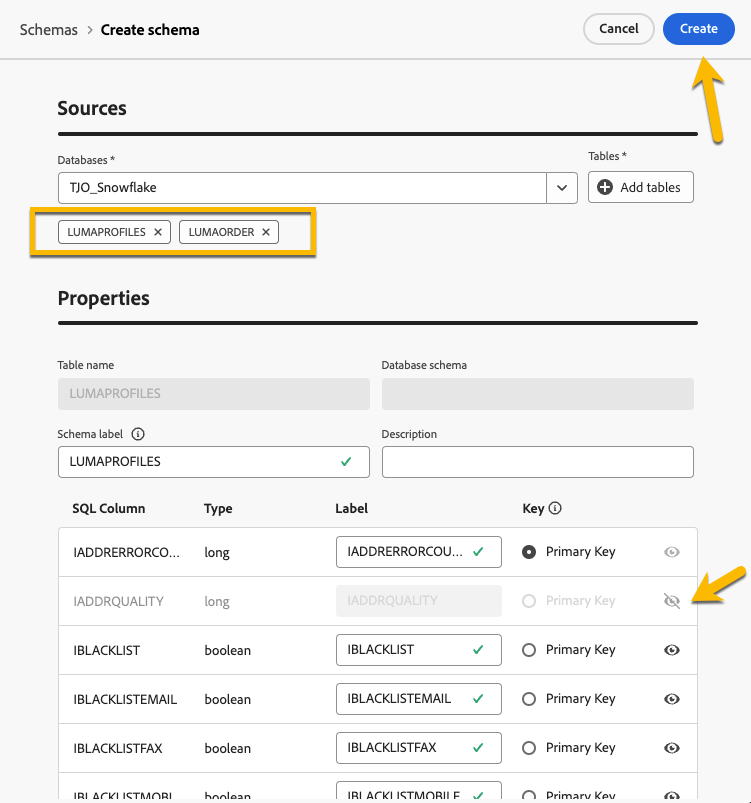 Schemas > Create schema
Cancel
Create
Sources
Databases *
Tables *
TJO_Snowflake
Add tables
LUMAPROFILES ×
LUMAORDER ×
Properties
Table name
Database schema
LUMAPROFILES
Schema label
Description
LUMAPROFILES
SQL Column Type Label Key
IADDRERRORCO... long IADDRERRORCOU... Primary Key
IADDRQUALITY long IADDRQUALITY Primary Key
IBLACKLIST boolean IBLACKLIST Primary Key
IBLACKLISTEMAIL boolean IBLACKLISTEMAIL Primary Key
IBLACKLISTFAX boolean IBLACKLISTFAX Primary Key
IBLACKLISTMOBI... boolean IBLACKLISTMOBILE Primary Key